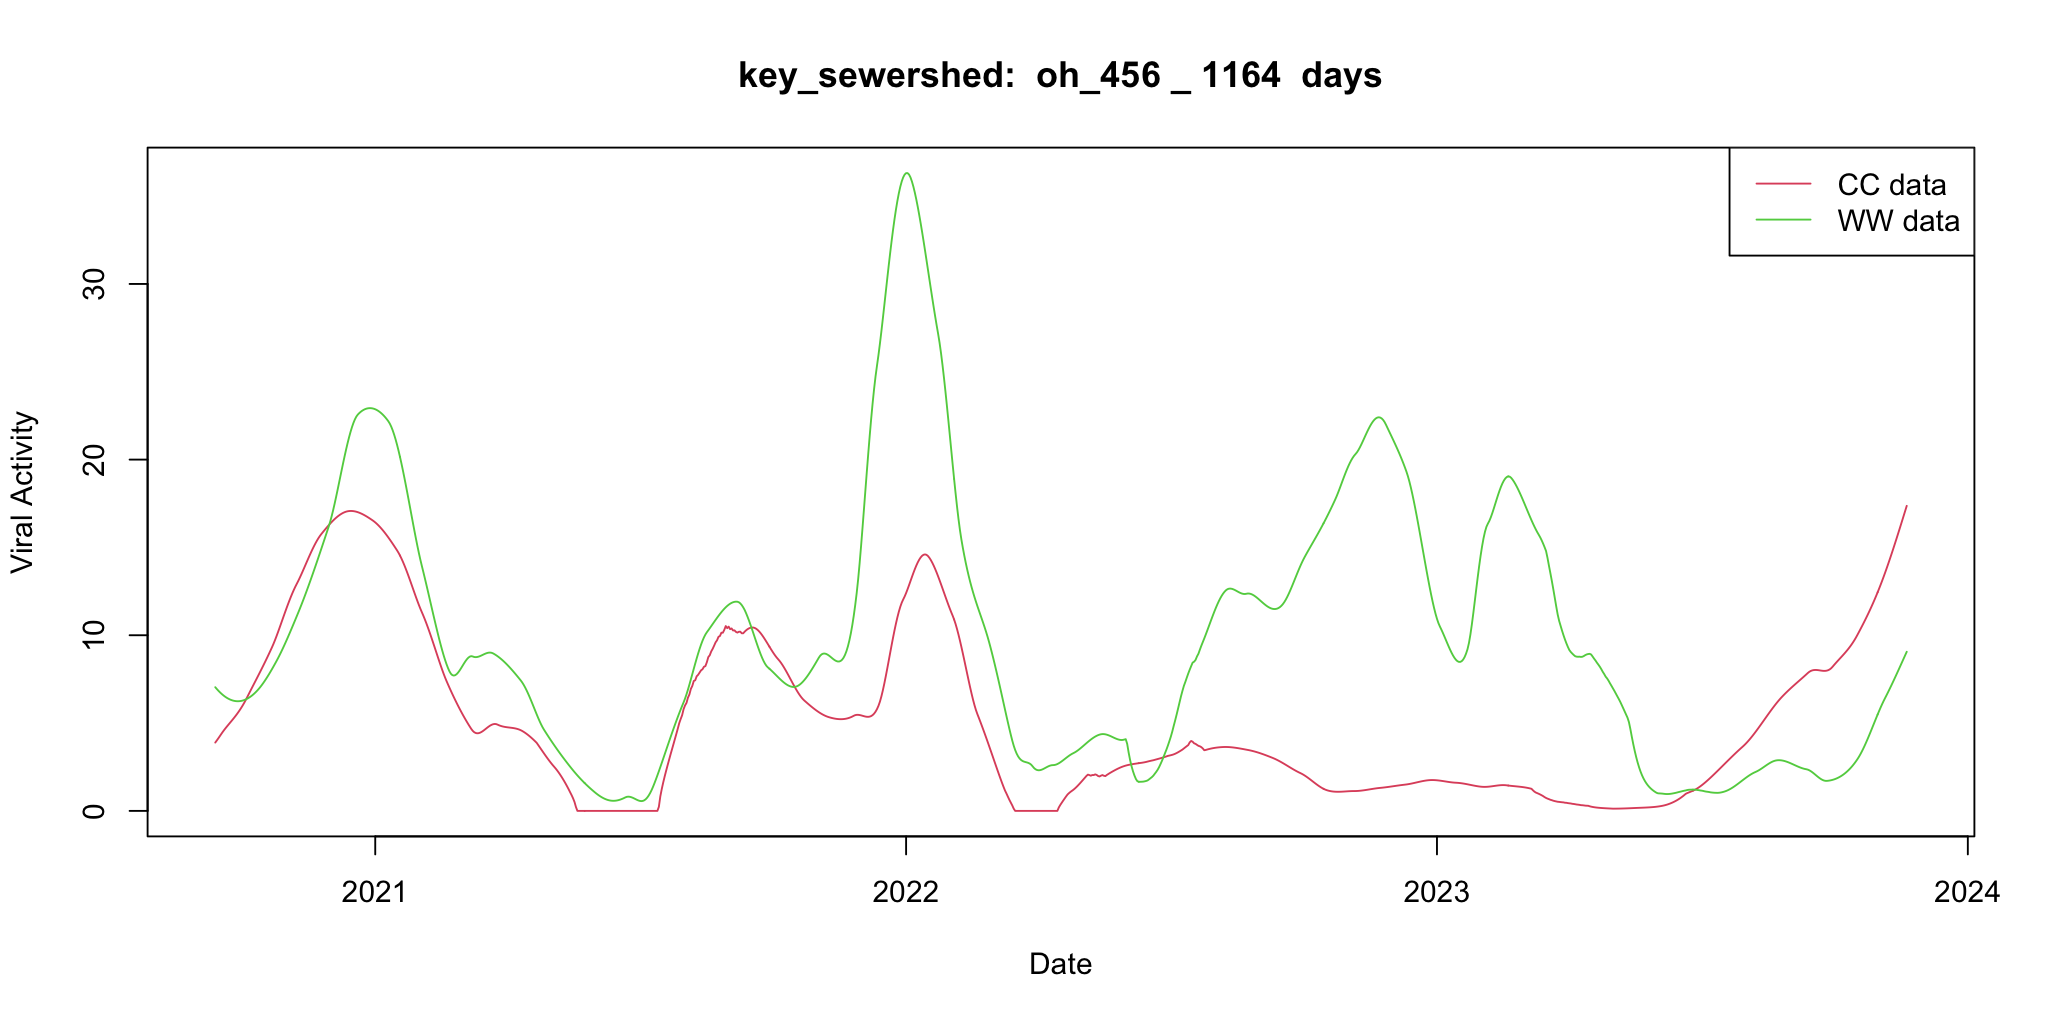 key_sewershed:  oh_456 _ 1164  days
CC data
WW data
Viral Activity
30
20
10
0
2021
2022
2023
2024
Date